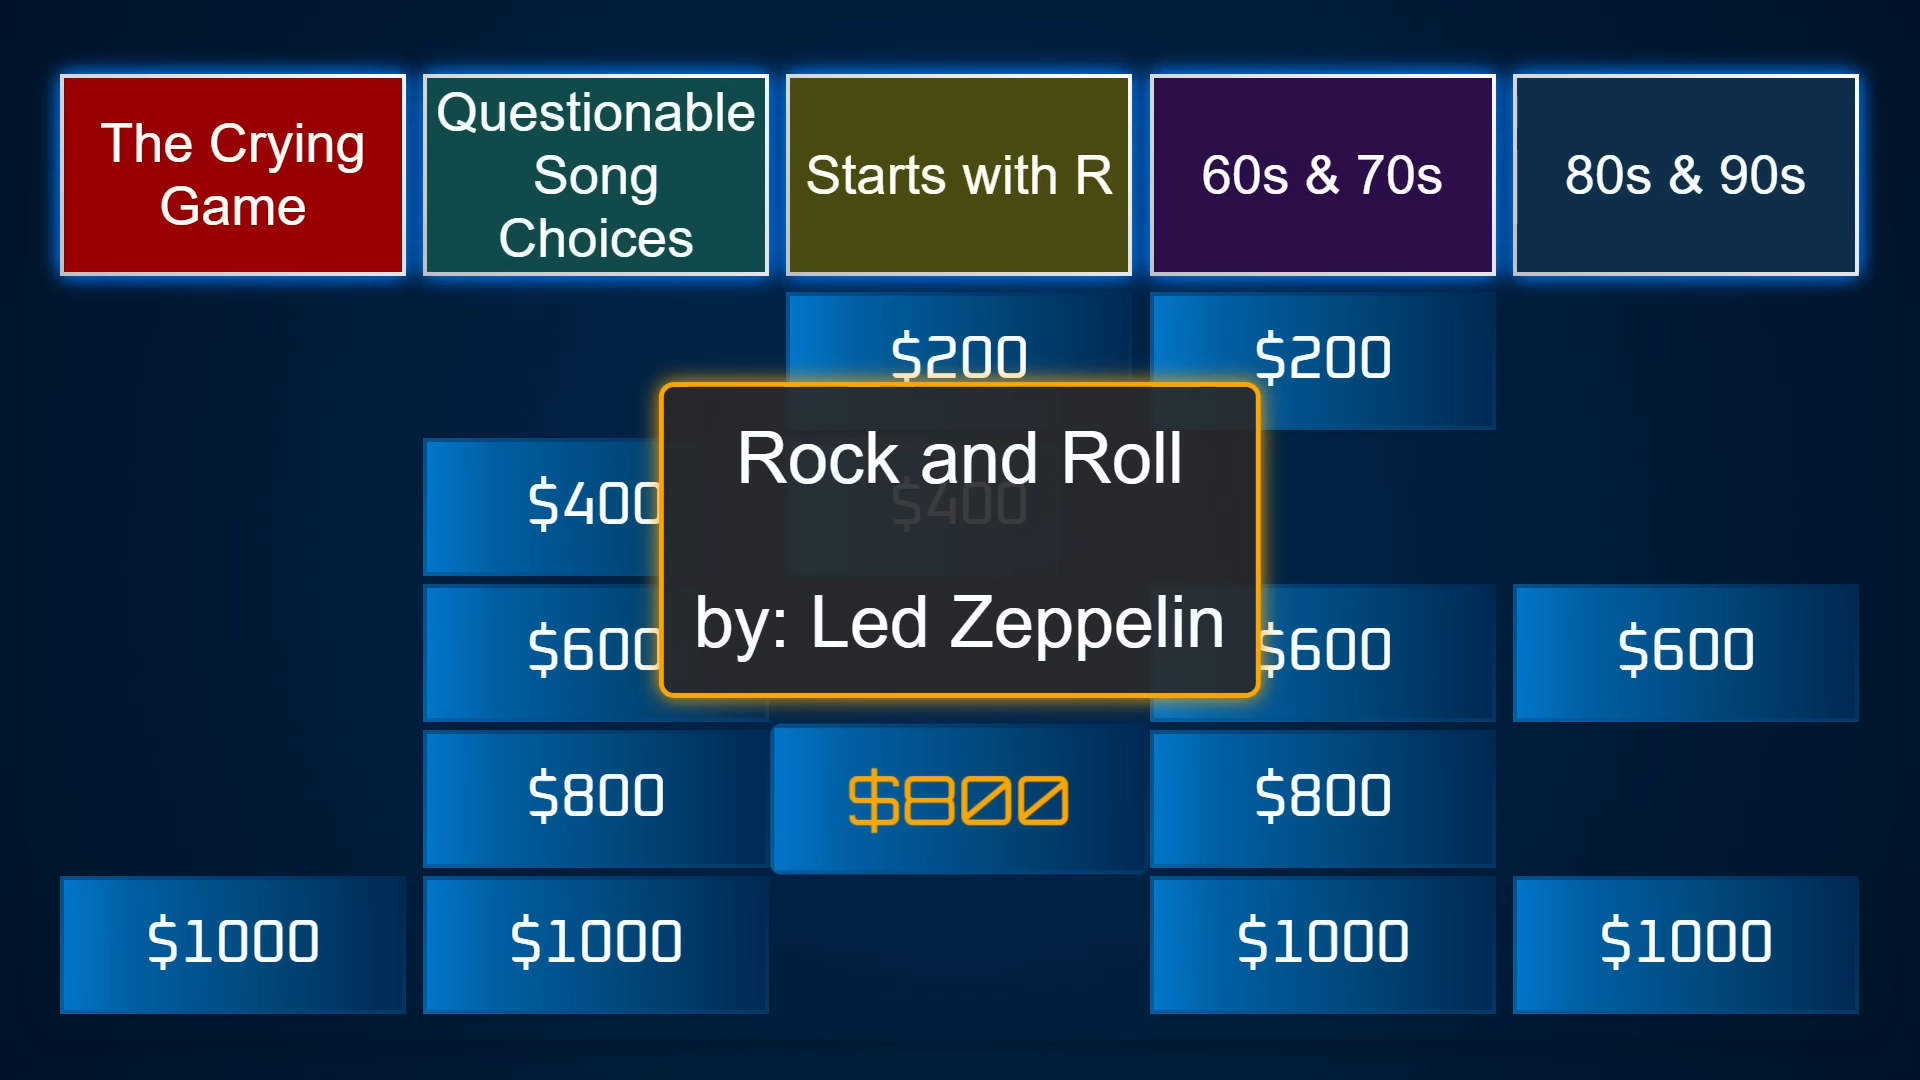 The Crying
Game
Questionable
Song
Choices
Starts with R
60s & 70s
80s & 90s
$200
$200
Rock and Roll
by: Led Zeppelin
$400
$400
$600
$600
$600
$800
$800
$800
$1000
$1000
$1000
$1000